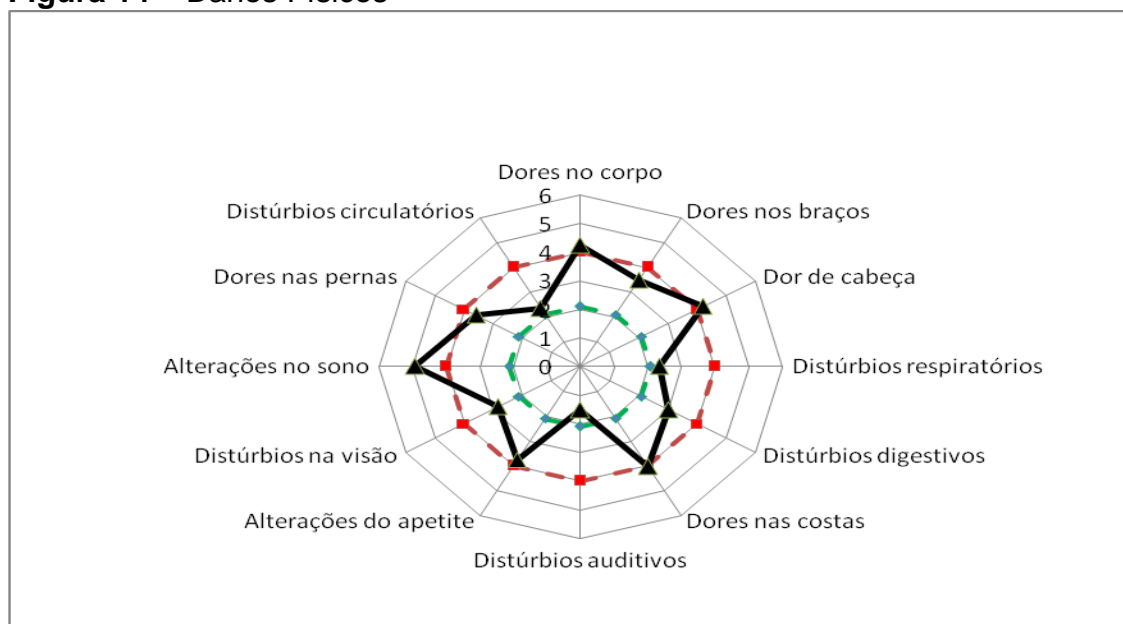 Dores no corpo
6
Distúrbios circulatórios
5
Dores nos braços
4
Dores nas pernas
3
Dor de cabeça
2
1
Alterações no sono
0
Distúrbios respiratórios
Distúrbios na visão
Distúrbios digestivos
Alterações do apetite
Dores nas costas
Distúrbios auditivos